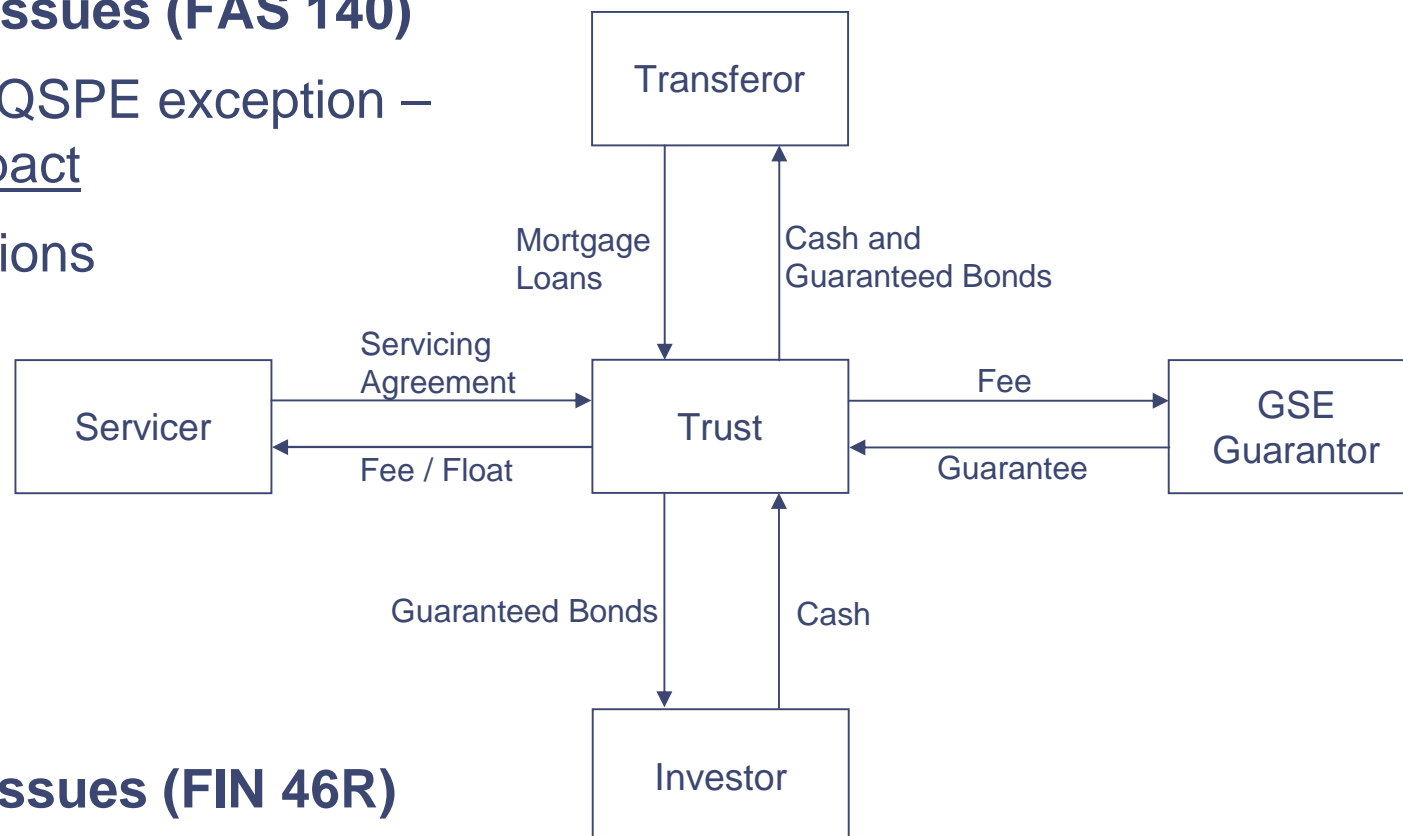 ssues (FAS 140)
QSPE exception –
pact
ions
Transferor
Mortgage
Loans
Cash and
Guaranteed Bonds
Servicing
Agreement
Fee
Servicer
Trust
GSE
Guarantor
Fee / Float
Guarantee
Guaranteed Bonds
Cash
Investor
ssues (FIN 46R)